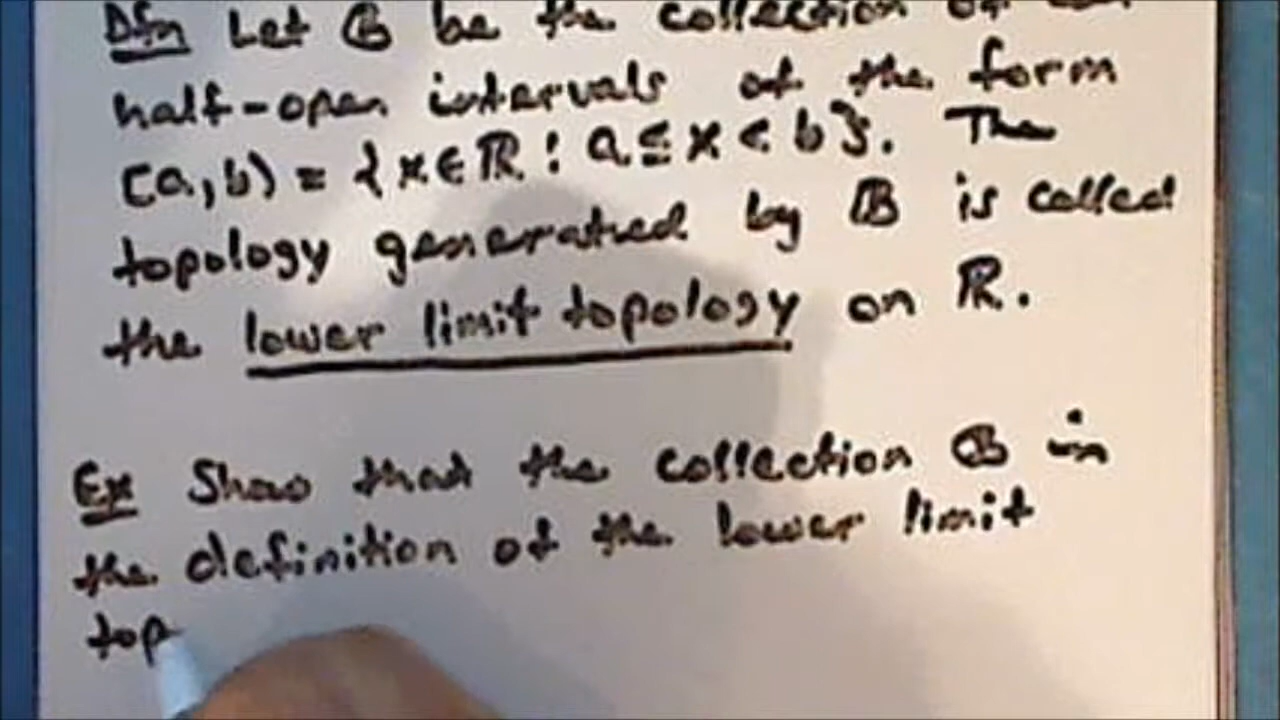 Dfn Let B be the collection of all
half-open intervals of the form
[a,b) = {x∈ℝ : a≤x<b}. The
topology generated by B is called
the lower limit topology on ℝ.
Ex Show that the collection B in
the definition of the lower limit
top